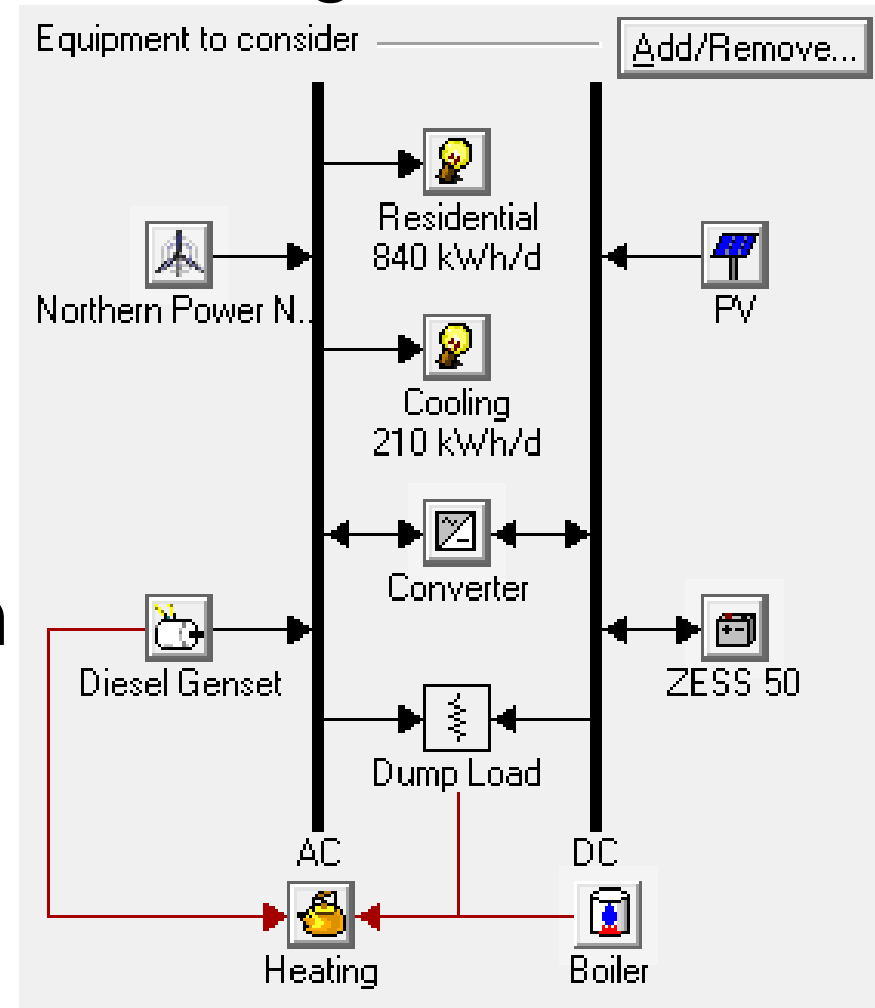 Equipment to consider
Add/Remove...
Residential
840 kWh/d
Northern Power N...
PV
Cooling
210 kWh/d
Converter
Diesel Genset
ZESS 50
Dump Load
AC
DC
Heating
Boiler